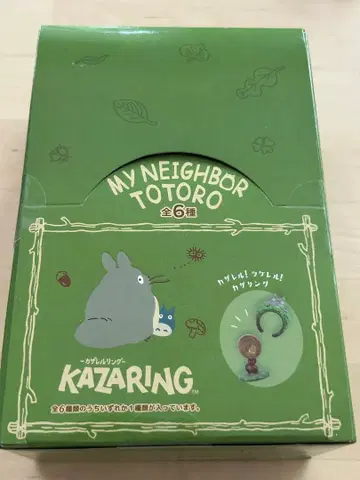 MY NEIGHBOR
TOTORO
全6種
カザレル!ツケレル!
カザリング
-カザレルリング-
KAZARING™
全6種類のうちいずれか1種類が入っています。